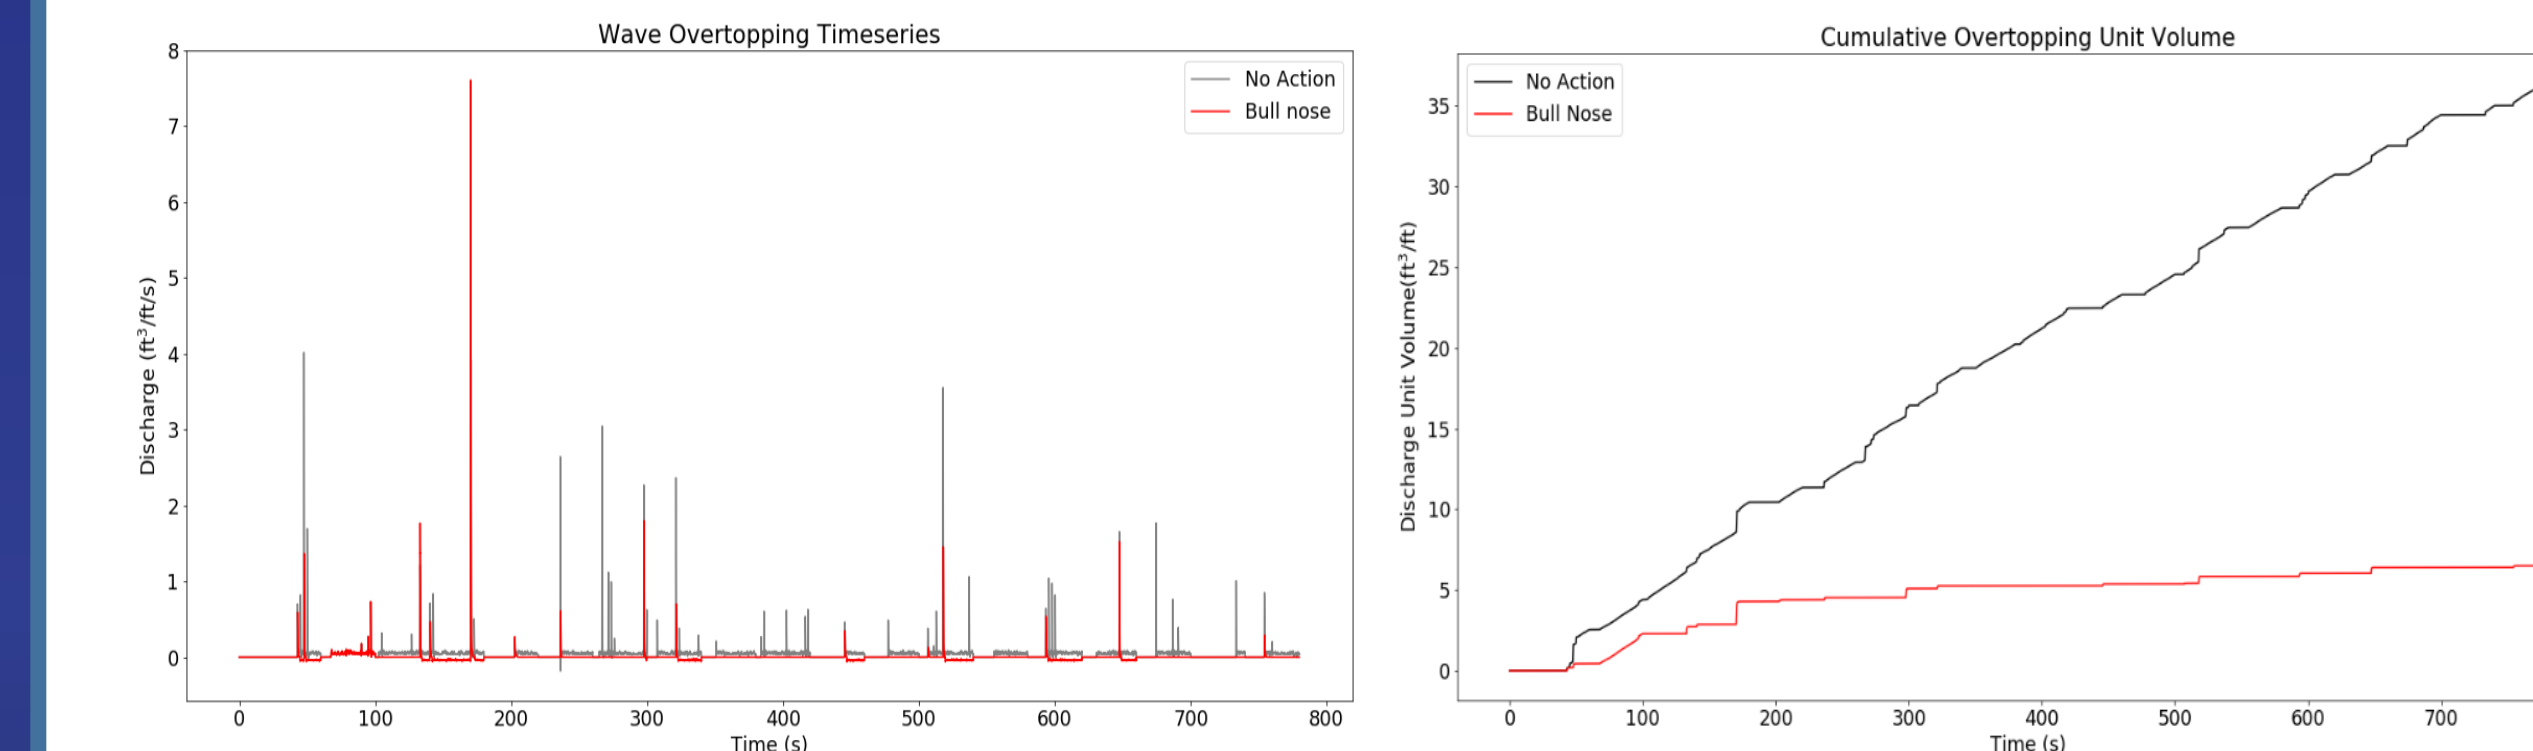 Wave Overtopping Timeseries
8
7
6
5
4
3
2
1
0
Discharge (ft³/ft/s)
No Action
Bull nose
0 100 200 300 400 500 600 700 800
Time (s)
Cumulative Overtopping Unit Volume
35
30
25
20
15
10
5
0
Discharge Unit Volume(ft³/ft)
No Action
Bull Nose
0 100 200 300 400 500 600 700
Time (s)